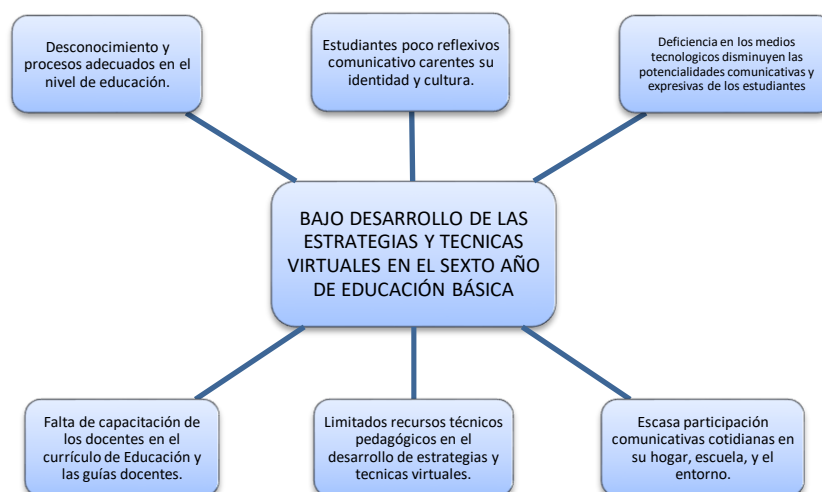 Desconocimiento y
procesos adecuados en el
nivel de educación.
Estudiantes poco reflexivos
comunicativo carentes su
identidad y cultura.
Deficiencia en los medios
tecnologicos disminuyen las
potencialidades comunicativas y
expresivas de los estudiantes
BAJO DESARROLLO DE LAS
ESTRATEGIAS Y TECNICAS
VIRTUALES EN EL SEXTO AÑO
DE EDUCACIÓN BÁSICA
Falta de capacitación de
los docentes en el
currículo de Educación y
las guías docentes.
Limitados recursos técnicos
pedagógicos en el
desarrollo de estrategias y
tecnicas virtuales.
Escasa participación
comunicativas cotidianas en
su hogar, escuela, y el
entorno.